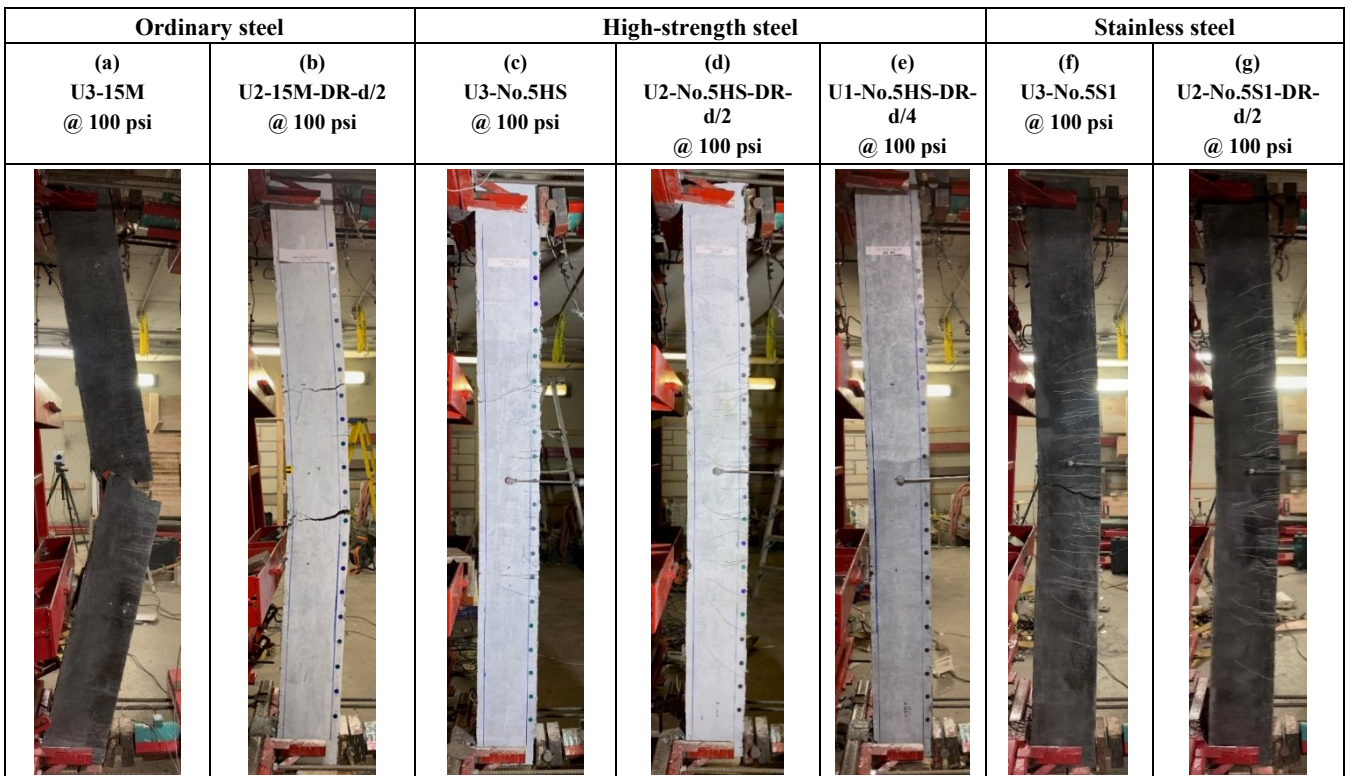 Ordinary steel
High-strength steel
Stainless steel
(a)
U3-15M
@ 100 psi
(b)
U2-15M-DR-d/2
@ 100 psi
(c)
U3-No.5HS
@ 100 psi
(d)
U2-No.5HS-DR-
d/2
@ 100 psi
(e)
U1-No.5HS-DR-
d/4
@ 100 psi
(f)
U3-No.5S1
@ 100 psi
(g)
U2-No.5S1-DR-
d/2
@ 100 psi